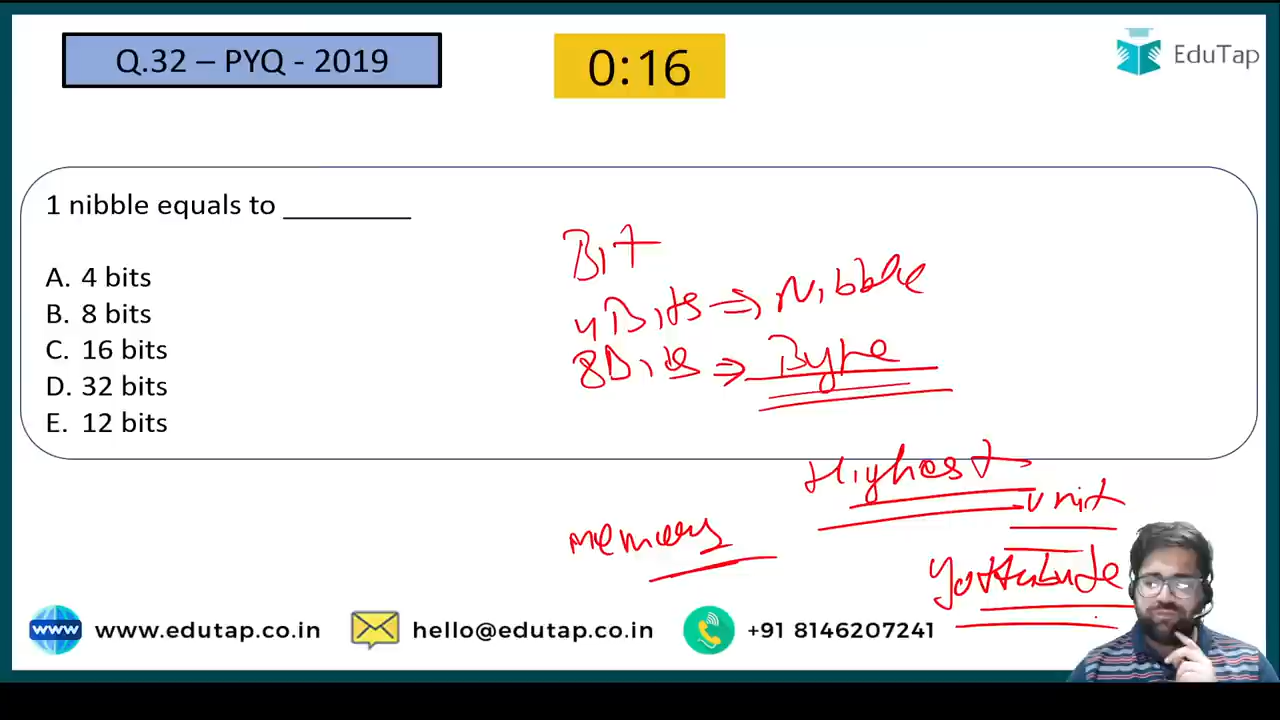 Q.32 – PYQ - 2019
0:16
EduTap
1 nibble equals to _________
A. 4 bits
B. 8 bits
C. 16 bits
D. 32 bits
E. 12 bits
Bit
4 Bits ⇒ Nibble
8 Bits ⇒ Byte
Highest
unit
memory
www
www.edutap.co.in
hello@edutap.co.in
+91 8146207241